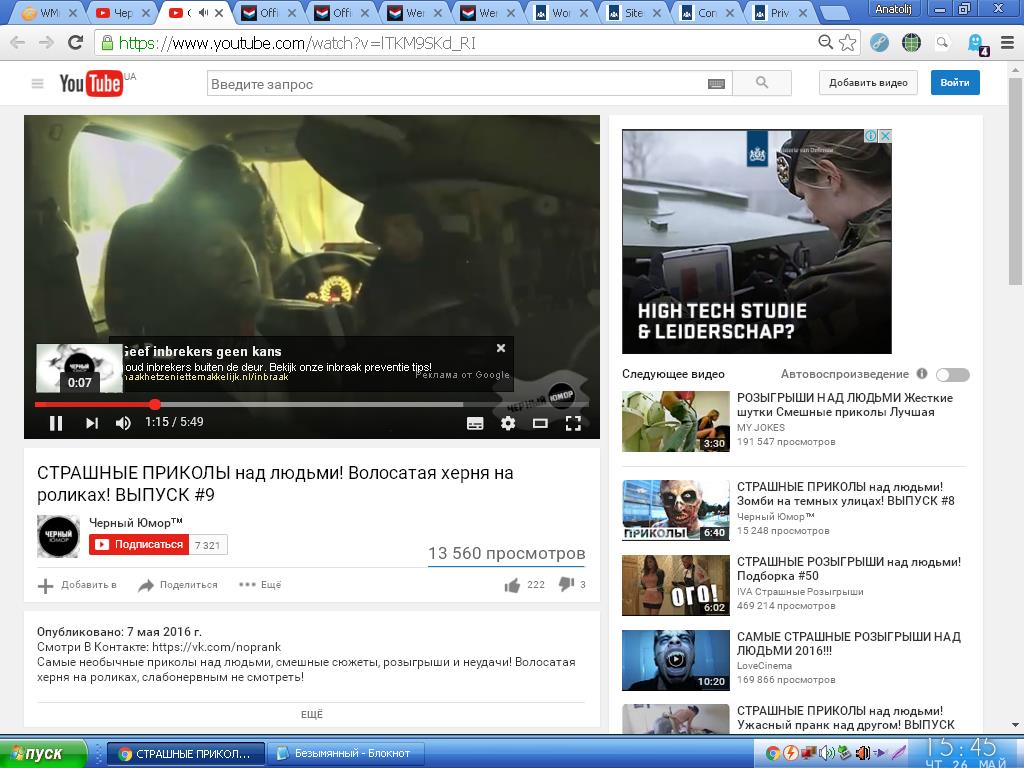 WM
Чер
С
Offi
Offi
Wer
Wer
Wor
Site
Con
Priv
Anatolij
https://www.youtube.com/watch?v=lTKM9SKd_RI
4
YouTube UA
Введите запрос
Добавить видео
Войти
Geef inbrekers geen kans
oud inbrekers buiten de deur. Bekijk onze inbraak preventie tips!
maakhetzeniettemakkelijk.nl/inbraak
Реклама от Google
0:07
ЧЕРНЫЙ ЮМОР
1:15 / 5:49
СТРАШНЫЕ ПРИКОЛЫ над людьми! Волосатая херня на
роликах! ВЫПУСК #9
ЧЕРНЫЙ
ЮМОР
Черный Юмор™
Подписаться
7 321
13 560 просмотров
Добавить в
Поделиться
Ещё
222
3
Опубликовано: 7 мая 2016 г.
Смотри В Контакте: https://vk.com/noprank
Самые необычные приколы над людьми, смешные сюжеты, розыгрыши и неудачи! Волосатая
херня на роликах, слабонервным не смотреть!
ЕЩЁ
HIGH TECH STUDIE
& LEIDERSCHAP?
Следующее видео
Автовоспроизведение
3:30
РОЗЫГРЫШИ НАД ЛЮДЬМИ Жесткие
шутки Смешные приколы Лучшая
MY JOKES
191 547 просмотров
ПРИКОЛЫ
6:40
СТРАШНЫЕ ПРИКОЛЫ над людьми!
Зомби на темных улицах! ВЫПУСК #8
Черный Юмор™
15 248 просмотров
ОГО!
6:02
СТРАШНЫЕ РОЗЫГРЫШИ над людьми!
Подборка #50
IVA Страшные Розыгрыши
469 214 просмотров
10:20
САМЫЕ СТРАШНЫЕ РОЗЫГРЫШИ НАД
ЛЮДЬМИ 2016!!!
LoveCinema
169 866 просмотров
СТРАШНЫЕ ПРИКОЛЫ над людьми!
Ужасный пранк над другом! ВЫПУСК
пуск
СТРАШНЫЕ ПРИКОЛ...
Безымянный - Блокнот
15:45
ЧТ 26 МАЙ